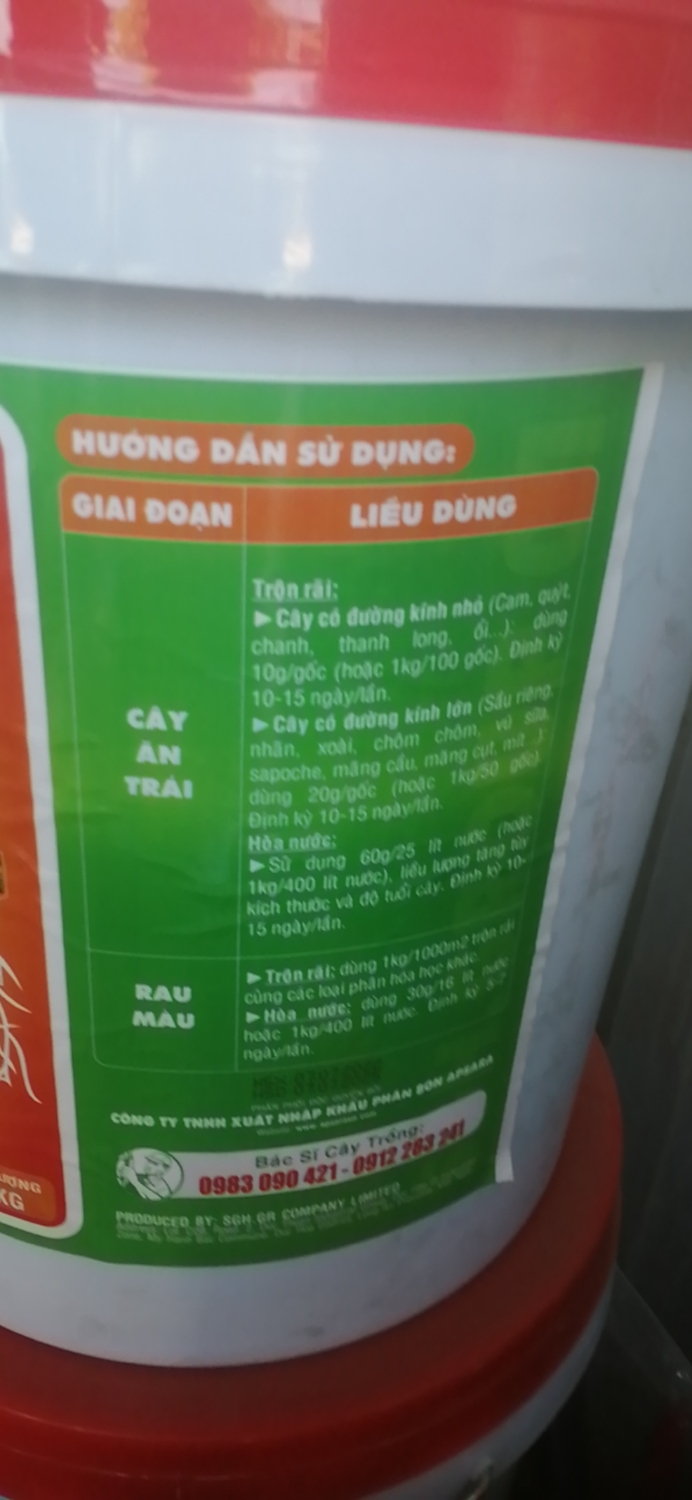 HƯỚNG DẪN SỬ DỤNG:
GIAI ĐOẠN LIỀU DÙNG
CÂY
ĂN
TRÁI
Trộn rãi:
►Cây có đường kính nhỏ (Cam, quýt,
chanh, thanh long, ổi...): dùng
10g/gốc (hoặc 1kg/100 gốc). Định kỳ
10-15 ngày/lần.
►Cây có đường kính lớn (Sầu riêng,
nhãn, xoài, chôm chôm, vú sữa,
sapoche, mãng cầu, măng cụt, mít...):
dùng 20g/gốc (hoặc 1kg/50 gốc).
Định kỳ 10-15 ngày/lần.
Hòa nước:
►Sử dụng 60g/25 lít nước (hoặc
1kg/400 lít nước), liều lượng tăng tùy
kích thước và độ tuổi cây. Định kỳ 10-
15 ngày/lần.
RAU
MÀU
►Trộn rãi: dùng 1kg/1000m2 trộn rãi
cùng các loại phân hóa học khác.
►Hòa nước: dùng 30g/16 lít nước
hoặc 1kg/400 lít nước. Định kỳ 5-7
ngày/lần.
CÔNG TY TNHH XUẤT NHẬP KHẨU PHÂN BÓN APSARA
Bác Sĩ Cây Trồng:
0983 090 421 - 0912 263 241
PRODUCED BY: SGH GR COMPANY LIMITED
ƯỢNG
KG